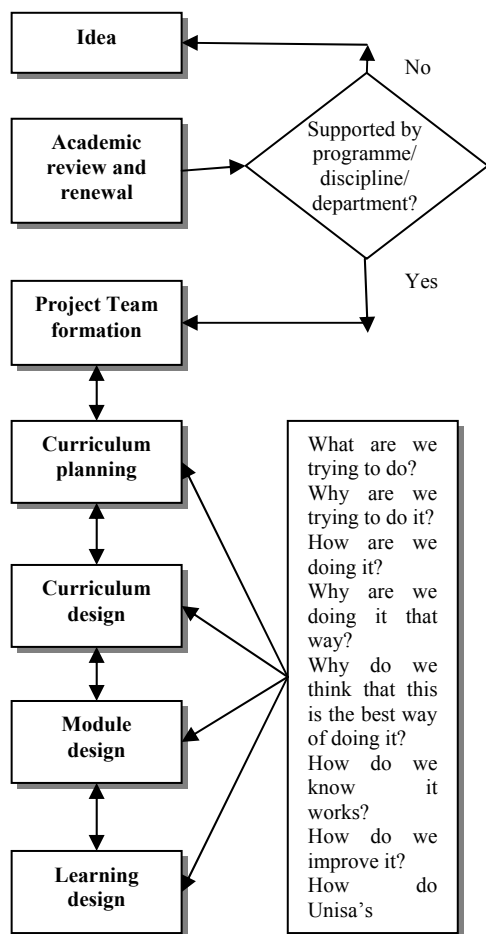 Idea
No
Academic
review and
renewal
Supported by
programme/
discipline/
department?
Yes
Project Team
formation
Curriculum
planning
Curriculum
design
Module
design
Learning
design
What are we
trying to do?
Why are we
trying to do it?
How are we
doing it?
Why are we
doing it that
way?
Why do we
think that this
is the best way
of doing it?
How do we
know it
works?
How do we
improve it?
How do
Unisa's